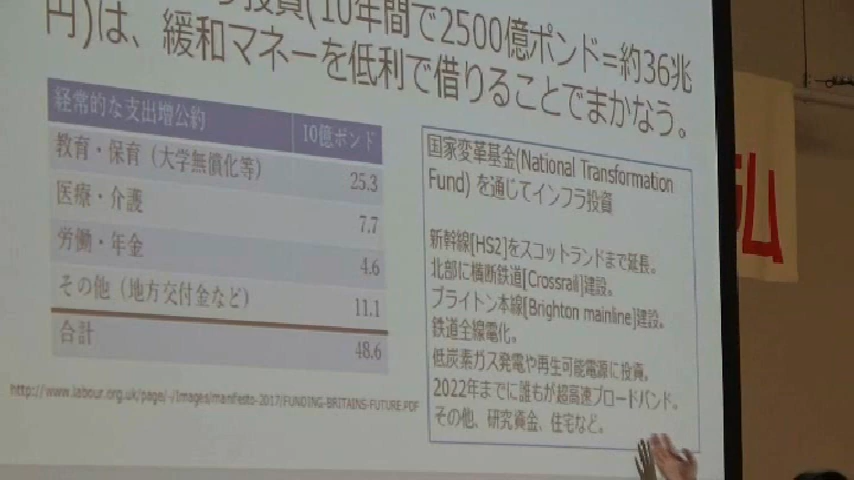 投資(10年間で2500億ポンド=約36兆
円)は、緩和マネーを低利で借りることでまかなう。
経常的な支出増公約 10億ポンド
教育・保育(大学無償化等) 25.3
医療・介護 7.7
労働・年金 4.6
その他(地方交付金など) 11.1
合計 48.6
http://www.labour.org.uk/page/-/Images/manifesto-2017/FUNDING-BRITAINS-FUTURE.PDF
国家変革基金(National Transformation
Fund) を通じてインフラ投資
新幹線[HS2]をスコットランドまで延長。
北部に横断鉄道[Crossrail]建設。
ブライトン本線[Brighton mainline]建設。
鉄道全線電化。
低炭素ガス発電や再生可能電源に投資。
2022年までに誰もが超高速ブロードバンド。
その他、研究資金、住宅など。
ム